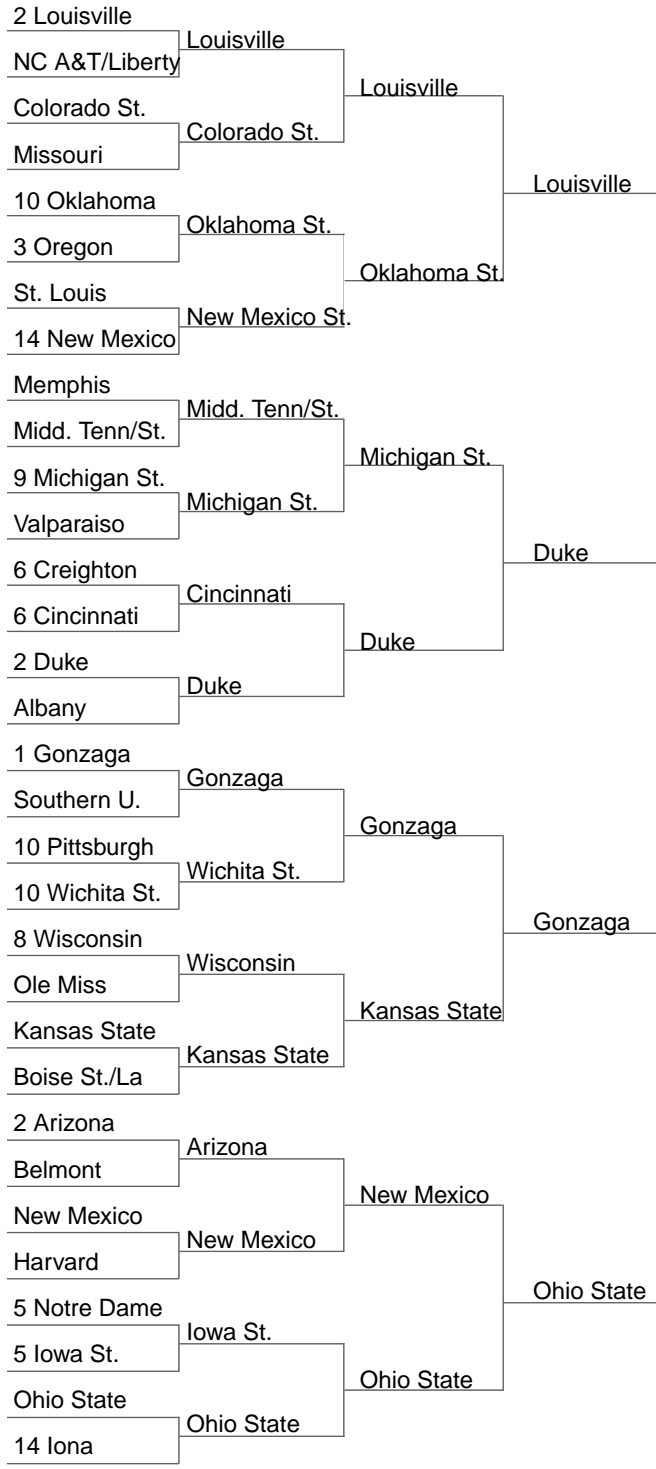 2 Louisville
NC A&T/Liberty
Colorado St.
Missouri
10 Oklahoma
3 Oregon
St. Louis
14 New Mexico
Memphis
Midd. Tenn/St.
9 Michigan St.
Valparaiso
6 Creighton
6 Cincinnati
2 Duke
Albany
1 Gonzaga
Southern U.
10 Pittsburgh
10 Wichita St.
8 Wisconsin
Ole Miss
Kansas State
Boise St./La
2 Arizona
Belmont
New Mexico
Harvard
5 Notre Dame
5 Iowa St.
Ohio State
14 Iona
Louisville
Colorado St.
Oklahoma St.
New Mexico St.
Midd. Tenn/St.
Michigan St.
Cincinnati
Duke
Gonzaga
Wichita St.
Wisconsin
Kansas State
Arizona
New Mexico
Iowa St.
Ohio State
Louisville
Oklahoma St.
Michigan St.
Duke
Gonzaga
Kansas State
New Mexico
Ohio State
Louisville
Duke
Gonzaga
Ohio State